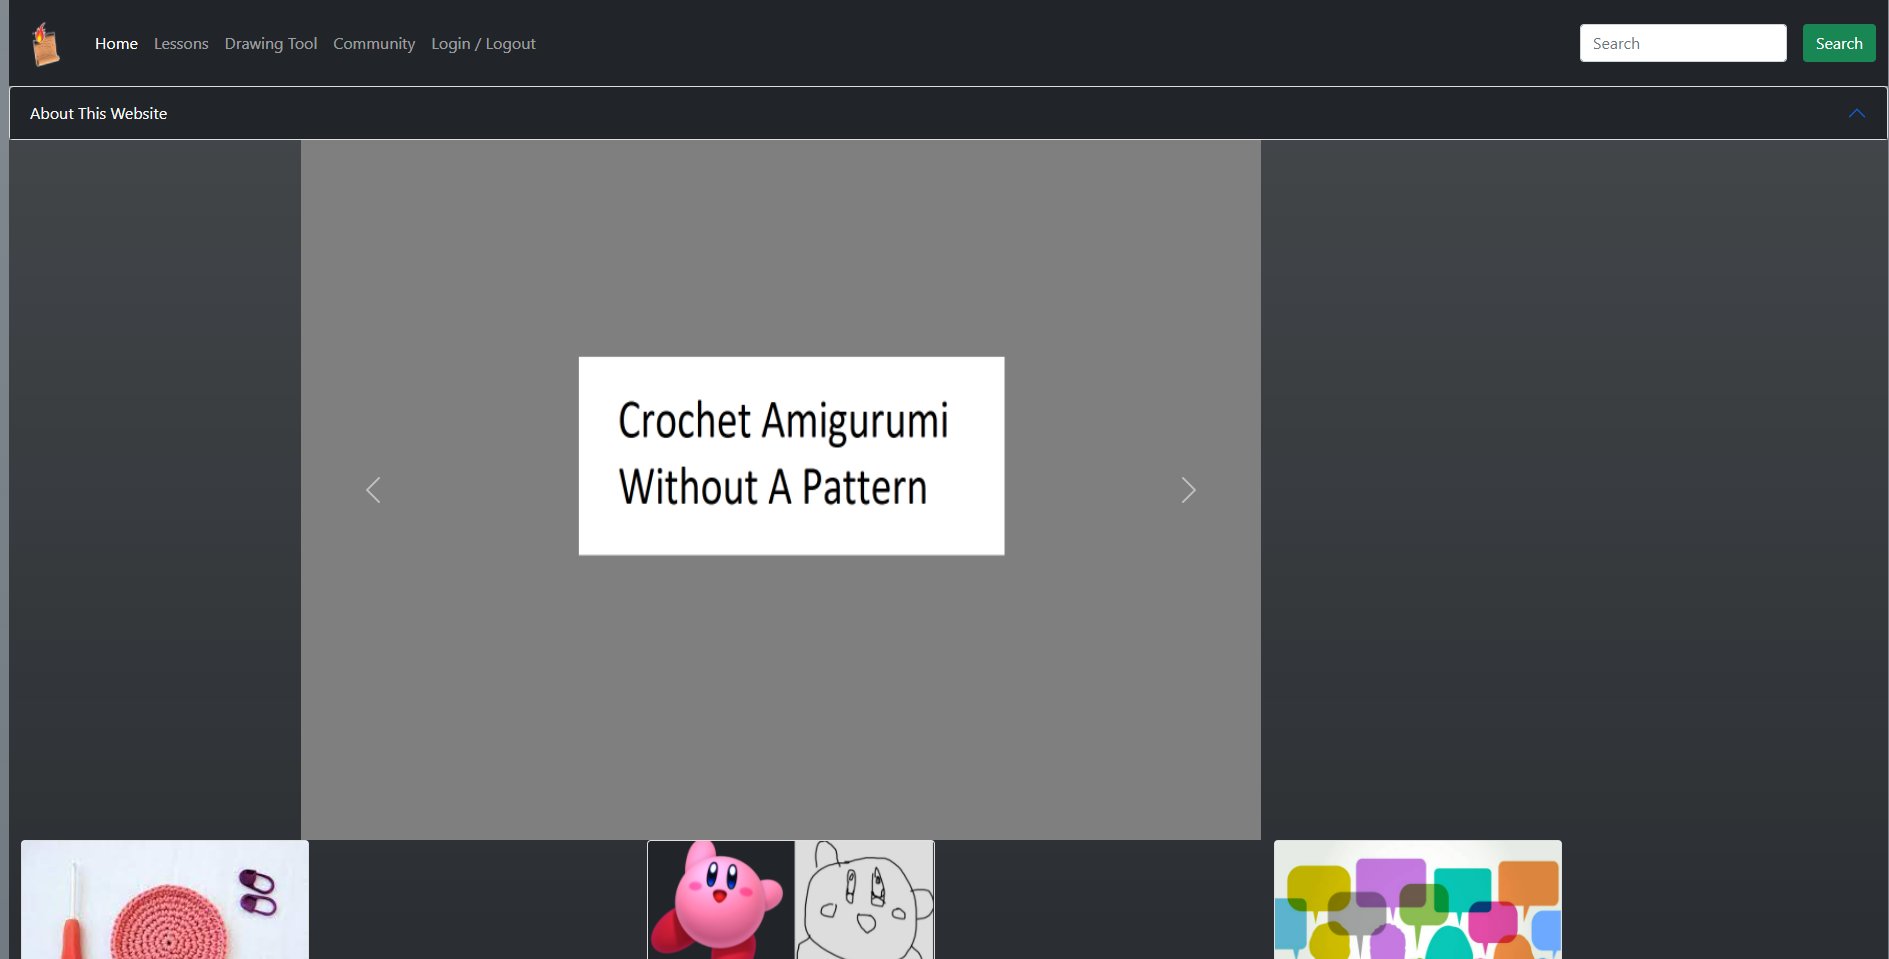 Home Lessons Drawing Tool Community Login / Logout Search Search
About This Website
Crochet Amigurumi
Without A Pattern